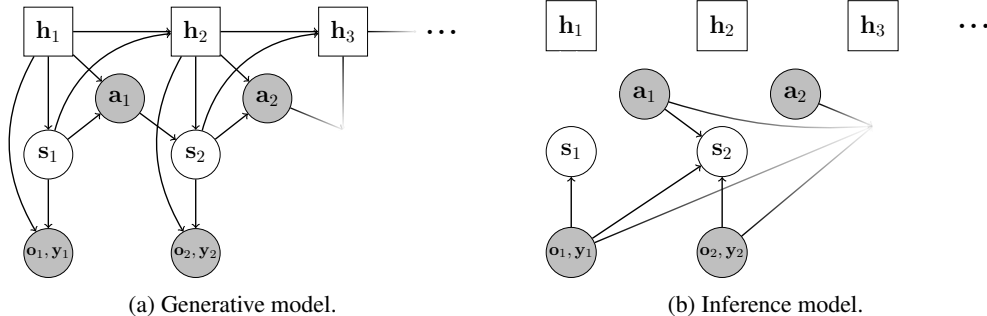 h₁ h₂ h₃ ...
a₁ a₂
s₁ s₂
o₁, y₁ o₂, y₂
(a) Generative model.
h₁ h₂ h₃ ...
a₁ a₂
s₁ s₂
o₁, y₁ o₂, y₂
(b) Inference model.